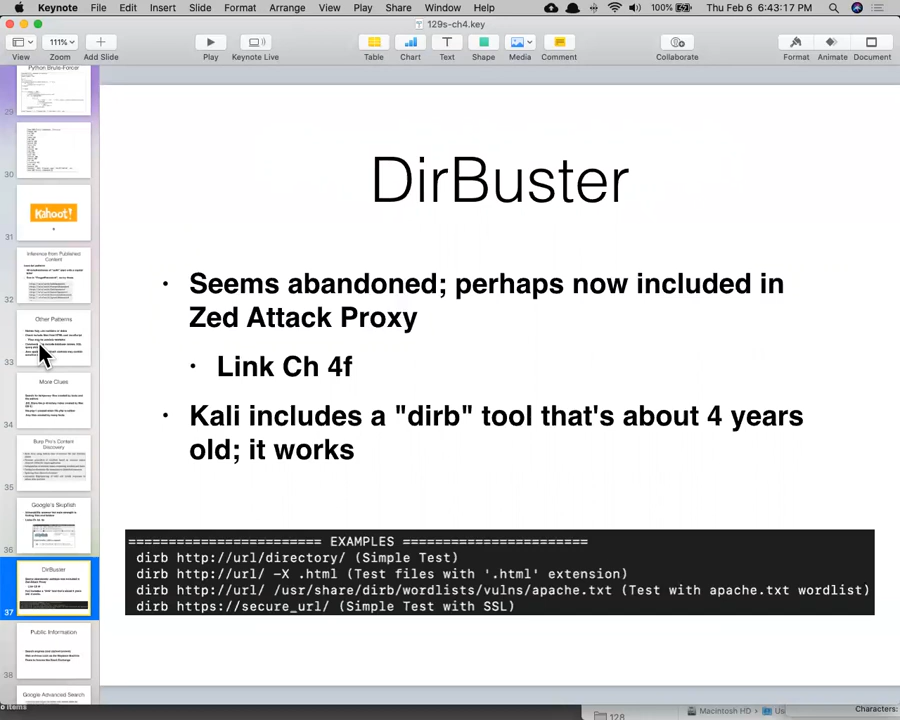 Keynote File Edit Insert Slide Format Arrange View Play Share Window Help 100% Thu Feb 6 6:43:17 PM
129s-ch4.key
111%
View Zoom Add Slide Play Keynote Live Table Chart Text Shape Media Comment Collaborate Format Animate Document
Python Brute-Forcer
29
30
Kahoot!
31
Inference from Published
Content
32
Other Patterns
33
More Clues
34
Burp Pro's Content
Discovery
35
Google's Skipfish
36
DirBuster
37
Public Information
38
Google Advanced Search
DirBuster
• Seems abandoned; perhaps now included in
Zed Attack Proxy
• Link Ch 4f
• Kali includes a "dirb" tool that's about 4 years
old; it works
======================== EXAMPLES =======================
dirb http://url/directory/ (Simple Test)
dirb http://url/ -X .html (Test files with '.html' extension)
dirb http://url/ /usr/share/dirb/wordlists/vulns/apache.txt (Test with apache.txt wordlist)
dirb https://secure_url/ (Simple Test with SSL)
6 items
128
Macintosh HD › Us
Characters: